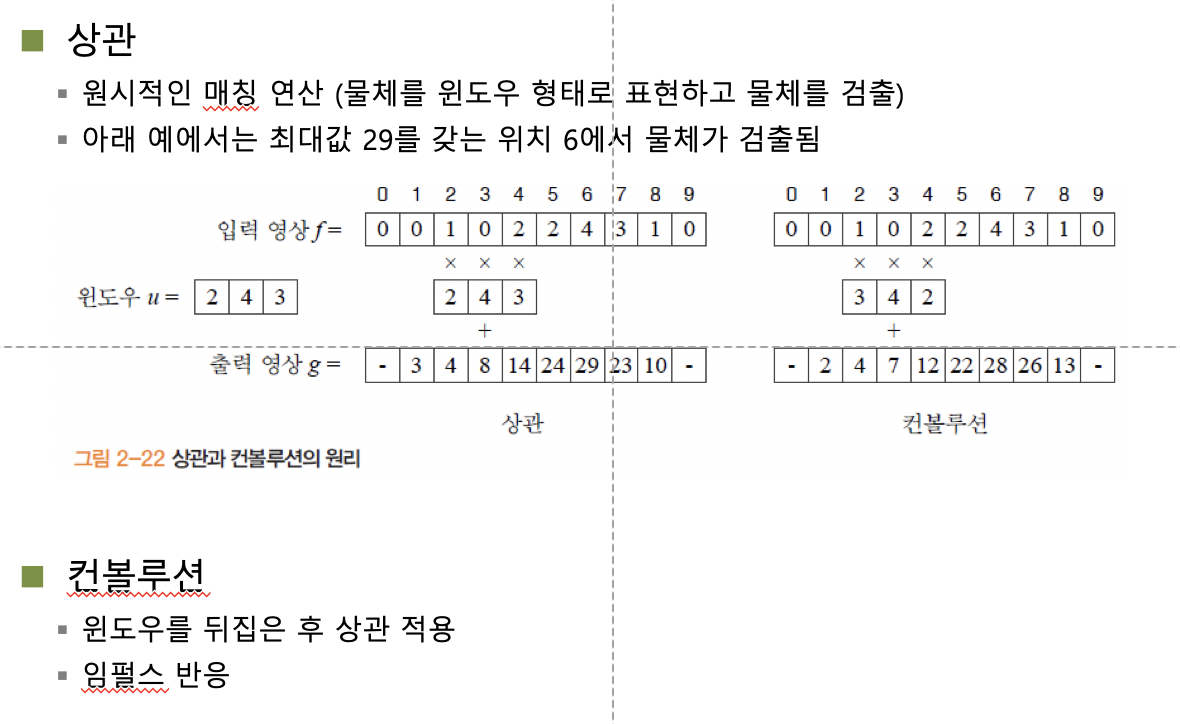 상관
원시적인 매칭 연산 (물체를 윈도우 형태로 표현하고 물체를 검출)
아래 예에서는 최대값 29를 갖는 위치 6에서 물체가 검출됨
0 1 2 3 4 5 6 7 8 9 0 1 2 3 4 5 6 7 8 9
입력 영상 f = 0 0 1 0 2 2 4 3 1 0 0 0 1 0 2 2 4 3 1 0
× × × × × ×
윈도우 u = 2 4 3 2 4 3 3 4 2
+ +
출력 영상 g = - 3 4 8 14 24 29 23 10 - - 2 4 7 12 22 28 26 13 -
상관 컨볼루션
그림 2-22 상관과 컨볼루션의 원리
컨볼루션
윈도우를 뒤집은 후 상관 적용
임펄스 반응